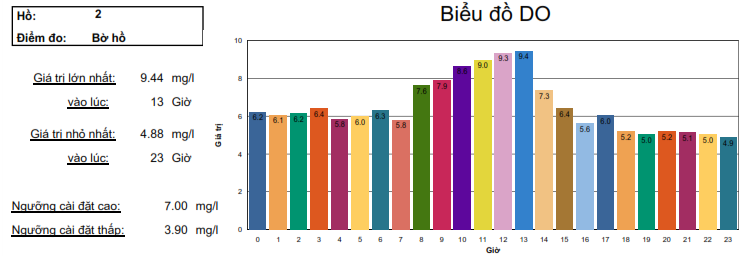 Hồ: 2
Điểm đo: Bờ hồ
Giá trị lớn nhất: 9.44 mg/l
vào lúc: 13 Giờ
Giá trị nhỏ nhất: 4.88 mg/l
vào lúc: 23 Giờ
Ngưỡng cài đặt cao: 7.00 mg/l
Ngưỡng cài đặt thấp: 3.90 mg/l
Biểu đồ DO
Giá trị
10
8
6
4
2
0
6.2 6.1 6.2 6.4 5.8 6.0 6.3 5.8 7.6 7.9 8.6 9.0 9.3 9.4 7.3 6.4 5.6 6.0 5.2 5.0 5.2 5.1 5.0 4.9
0 1 2 3 4 5 6 7 8 9 10 11 12 13 14 15 16 17 18 19 20 21 22 23
Giờ